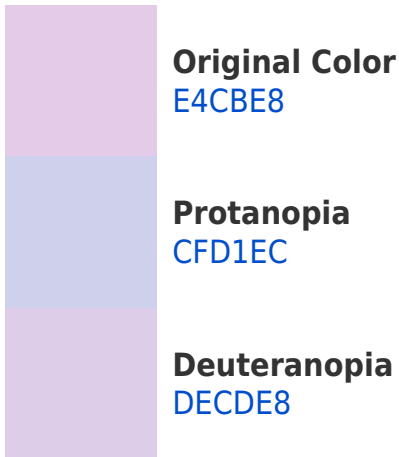 Original Color
E4CBE8
Protanopia
CFD1EC
Deuteranopia
DECDE8